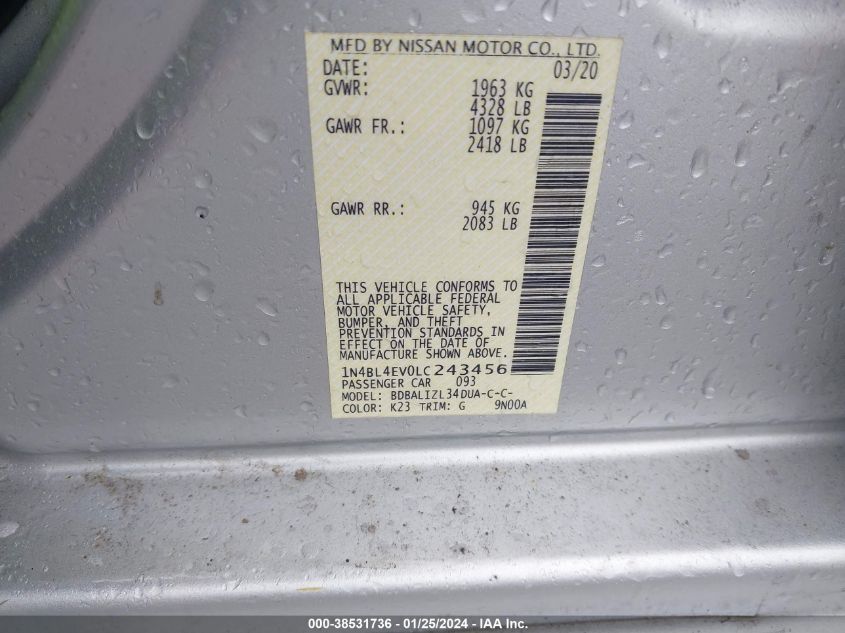 MFD BY NISSAN MOTOR CO., LTD.
DATE: 03/20
GVWR: 1963 KG
4328 LB
GAWR FR.: 1097 KG
2418 LB
GAWR RR.: 945 KG
2083 LB
THIS VEHICLE CONFORMS TO
ALL APPLICABLE FEDERAL
MOTOR VEHICLE SAFETY,
BUMPER, AND THEFT
PREVENTION STANDARDS IN
EFFECT ON THE DATE OF
MANUFACTURE SHOWN ABOVE.
1N4BL4EV0LC243456
PASSENGER CAR 093
MODEL: BDBALIZL34DUA-C-C-
COLOR: K23 TRIM: G 9N00A
000-38531736 - 01/25/2024 - IAA Inc.